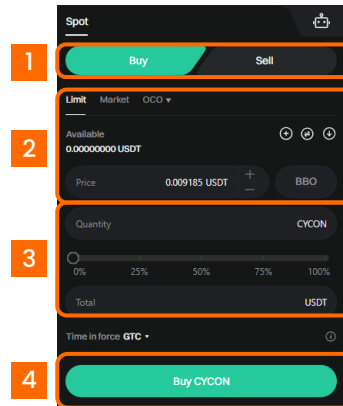 Spot
1
Buy Sell
Limit Market OCO ▾
2
Available
0.00000000 USDT
Price 0.009185 USDT + − BBO
3
Quantity CYCON
0% 25% 50% 75% 100%
Total USDT
Time in force GTC ▾
4
Buy CYCON